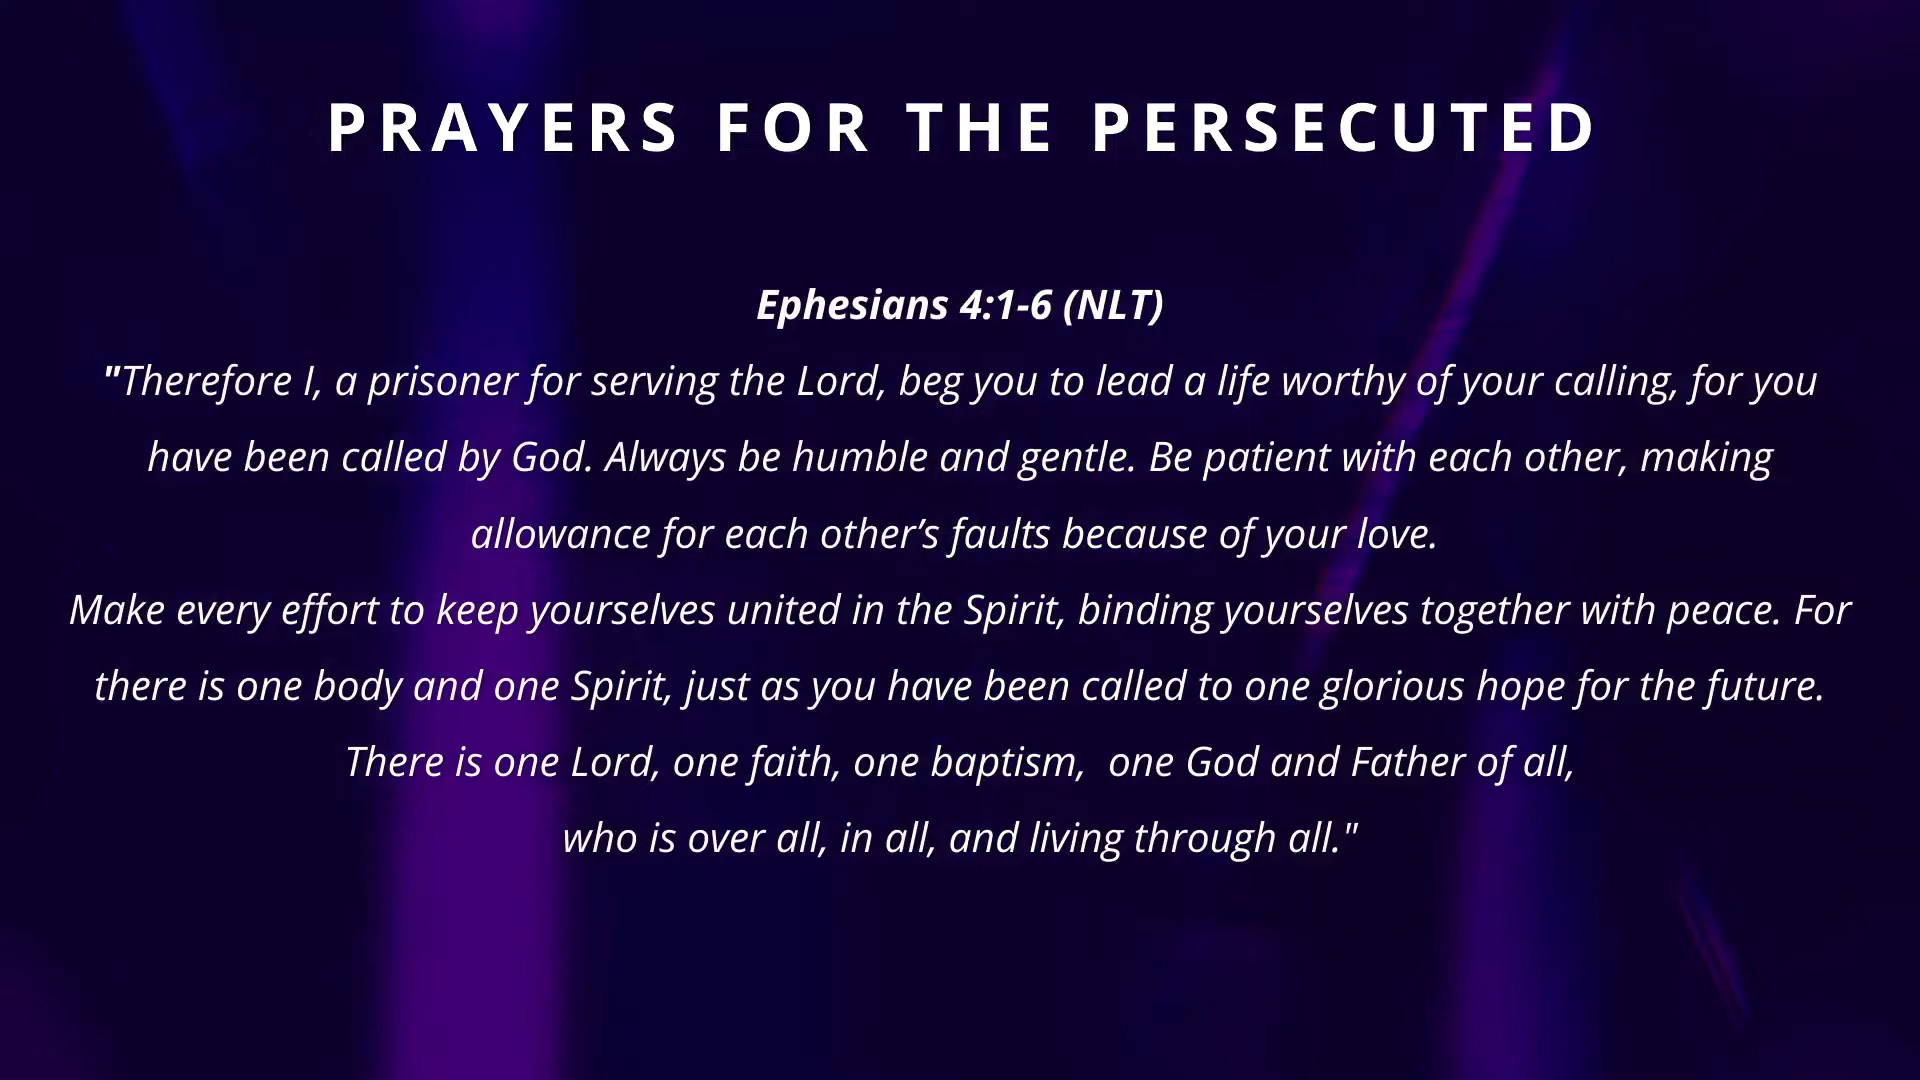 PRAYERS FOR THE PERSECUTED
Ephesians 4:1-6 (NLT)
"Therefore I, a prisoner for serving the Lord, beg you to lead a life worthy of your calling, for you
have been called by God. Always be humble and gentle. Be patient with each other, making
allowance for each other’s faults because of your love.
Make every effort to keep yourselves united in the Spirit, binding yourselves together with peace. For
there is one body and one Spirit, just as you have been called to one glorious hope for the future.
There is one Lord, one faith, one baptism,  one God and Father of all,
who is over all, in all, and living through all."